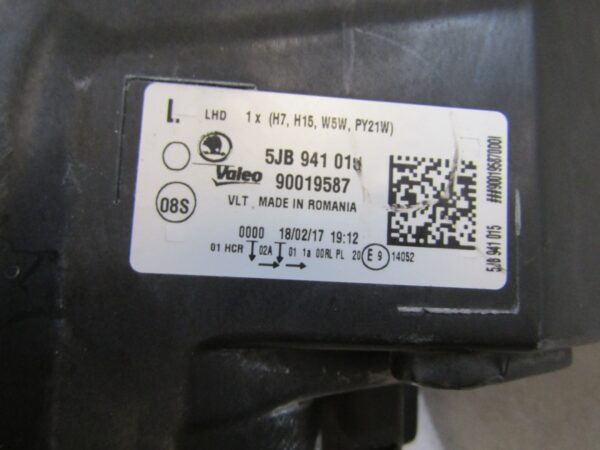 L. LHD 1 x (H7, H15, W5W, PY21W)
5JB 941 015
Valeo 90019587
08S VLT MADE IN ROMANIA
0000 18/02/17 19:12
01 HCR 02A 01 1a 00RL PL 20 E 9 14052
5JB 941 015